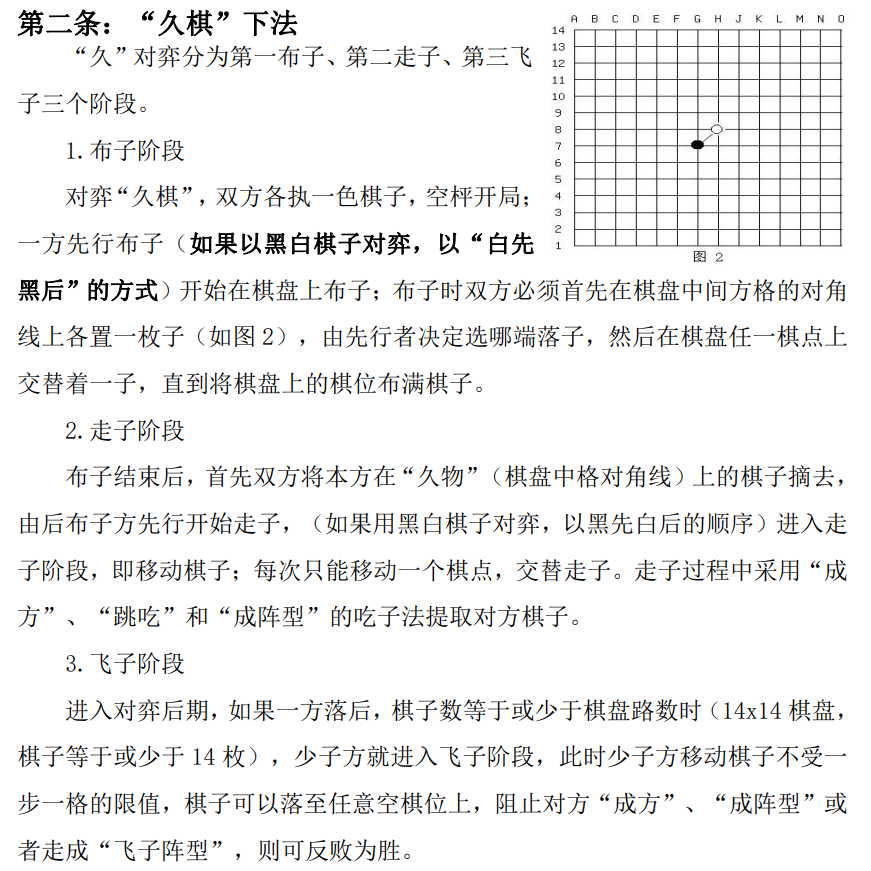 第二条：“久棋”下法
“久”对弈分为第一布子、第二走子、第三飞
子三个阶段。
1.布子阶段
对弈“久棋”，双方各执一色棋子，空枰开局；
一方先行布子（如果以黑白棋子对弈，以“白先
黑后”的方式）开始在棋盘上布子；布子时双方必须首先在棋盘中间方格的对角
线上各置一枚子（如图2），由先行者决定选哪端落子，然后在棋盘任一棋点上
交替着一子，直到将棋盘上的棋位布满棋子。
A B C D E F G H J K L M N O
14
13
12
11
10
9
8
7
6
5
4
3
2
1
图 2
2.走子阶段
布子结束后，首先双方将本方在“久物”（棋盘中格对角线）上的棋子摘去，
由后布子方先行开始走子，（如果用黑白棋子对弈，以黑先白后的顺序）进入走
子阶段，即移动棋子；每次只能移动一个棋点，交替走子。走子过程中采用“成
方”、“跳吃”和“成阵型”的吃子法提取对方棋子。
3.飞子阶段
进入对弈后期，如果一方落后，棋子数等于或少于棋盘路数时（14x14棋盘，
棋子等于或少于14枚），少子方就进入飞子阶段，此时少子方移动棋子不受一
步一格的限值，棋子可以落至任意空棋位上，阻止对方“成方”、“成阵型”或
者走成“飞子阵型”，则可反败为胜。